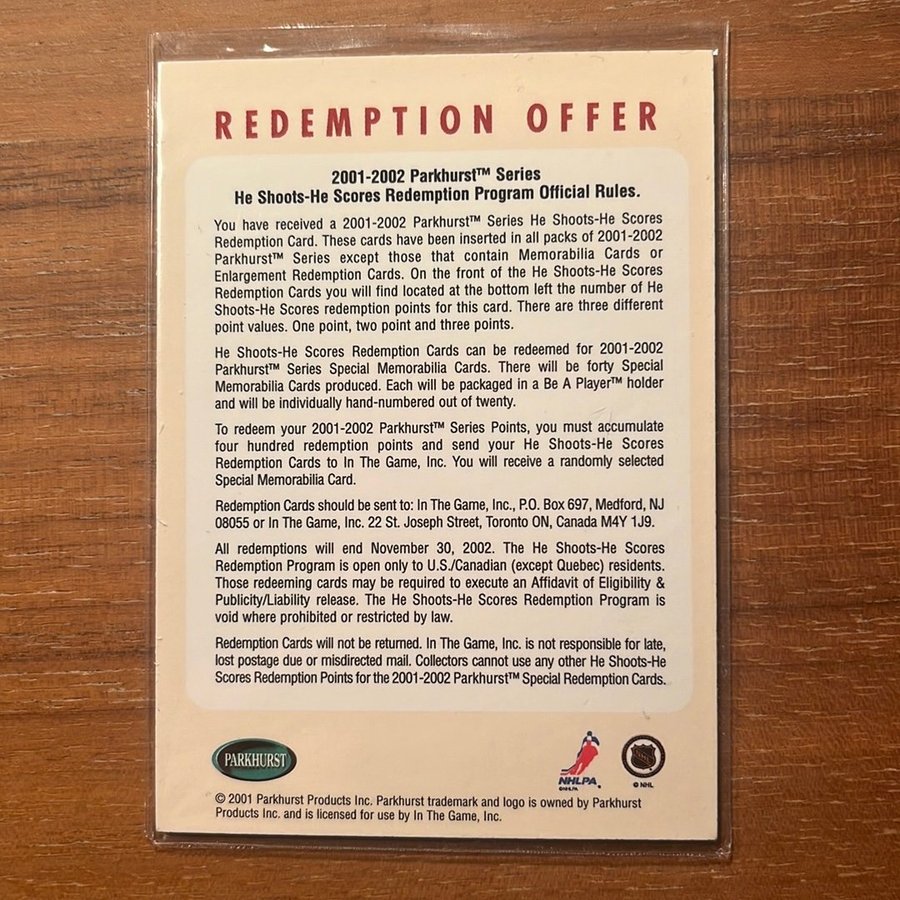 REDEMPTION OFFER
2001-2002 Parkhurst™ Series
He Shoots-He Scores Redemption Program Official Rules.
You have received a 2001-2002 Parkhurst™ Series He Shoots-He Scores
Redemption Card. These cards have been inserted in all packs of 2001-2002
Parkhurst™ Series except those that contain Memorabilia Cards or
Enlargement Redemption Cards. On the front of the He Shoots-He Scores
Redemption Cards you will find located at the bottom left the number of He
Shoots-He Scores redemption points for this card. There are three different
point values. One point, two point and three points.
He Shoots-He Scores Redemption Cards can be redeemed for 2001-2002
Parkhurst™ Series Special Memorabilia Cards. There will be forty Special
Memorabilia Cards produced. Each will be packaged in a Be A Player™ holder
and will be individually hand-numbered out of twenty.
To redeem your 2001-2002 Parkhurst™ Series Points, you must accumulate
four hundred redemption points and send your He Shoots-He Scores
Redemption Cards to In The Game, Inc. You will receive a randomly selected
Special Memorabilia Card.
Redemption Cards should be sent to: In The Game, Inc., P.O. Box 697, Medford, NJ
08055 or In The Game, Inc. 22 St. Joseph Street, Toronto ON, Canada M4Y 1J9.
All redemptions will end November 30, 2002. The He Shoots-He Scores
Redemption Program is open only to U.S./Canadian (except Quebec) residents.
Those redeeming cards may be required to execute an Affidavit of Eligibility &
Publicity/Liability release. The He Shoots-He Scores Redemption Program is
void where prohibited or restricted by law.
Redemption Cards will not be returned. In The Game, Inc. is not responsible for late,
lost postage due or misdirected mail. Collectors cannot use any other He Shoots-He
Scores Redemption Points for the 2001-2002 Parkhurst™ Special Redemption Cards.
PARKHURST
NHLPA.
©NHLPA
NHL
© NHL
© 2001 Parkhurst Products Inc. Parkhurst trademark and logo is owned by Parkhurst
Products Inc. and is licensed for use by In The Game, Inc.